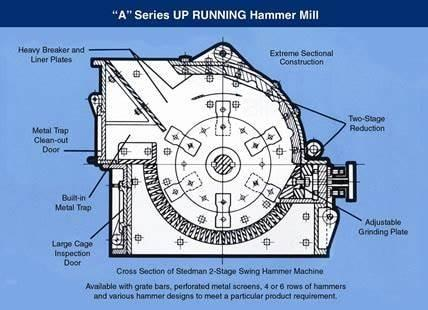 "A" Series UP RUNNING Hammer Mill
Heavy Breaker and
Liner Plates
Extreme Sectional
Construction
Two-Stage
Reduction
Metal Trap
Clean-out
Door
Built-in
Metal Trap
Adjustable
Grinding Plate
Large Cage
Inspection
Door
Cross Section of Stedman 2-Stage Swing Hammer Machine
Available with grate bars, perforated metal screens, 4 or 6 rows of hammers
and various hammer designs to meet a particular product requirement.